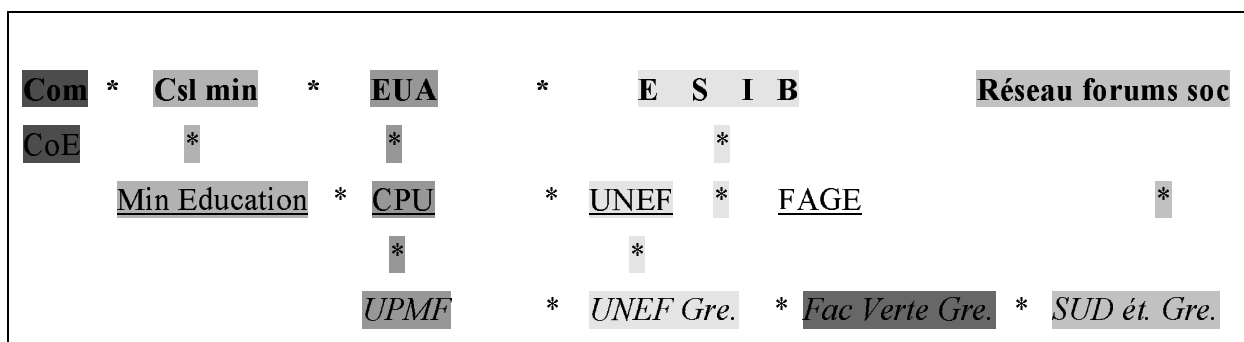 Com * Csl min * EUA * E S I B Réseau forums soc
CoE * * *
Min Education * CPU * UNEF * FAGE *
* *
UPMF * UNEF Gre. * Fac Verte Gre. * SUD ét. Gre.